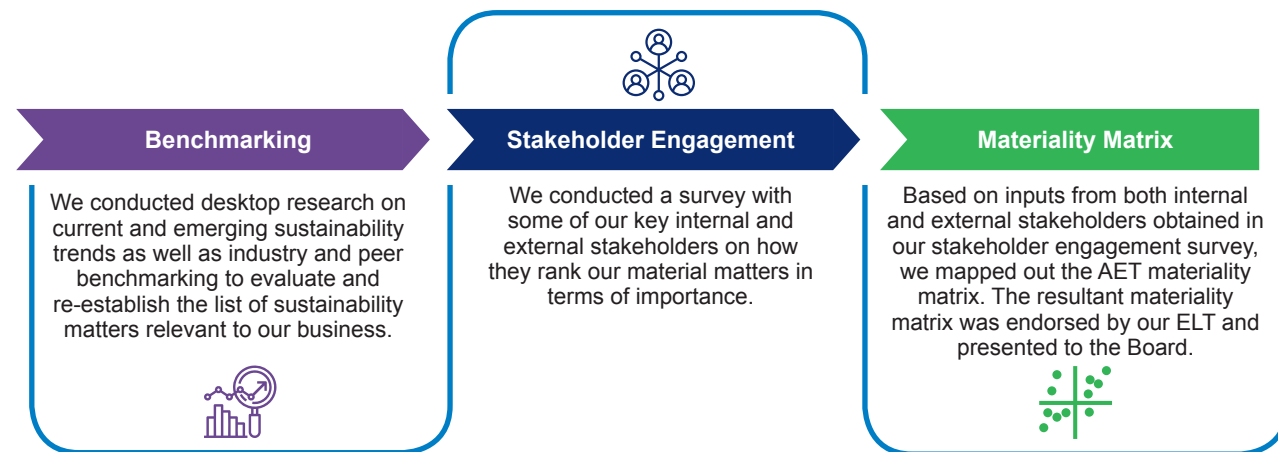 Benchmarking
We conducted desktop research on
current and emerging sustainability
trends as well as industry and peer
benchmarking to evaluate and
re-establish the list of sustainability
matters relevant to our business.
Stakeholder Engagement
We conducted a survey with
some of our key internal and
external stakeholders on how
they rank our material matters in
terms of importance.
Materiality Matrix
Based on inputs from both internal
and external stakeholders obtained in
our stakeholder engagement survey,
we mapped out the AET materiality
matrix. The resultant materiality
matrix was endorsed by our ELT and
presented to the Board.